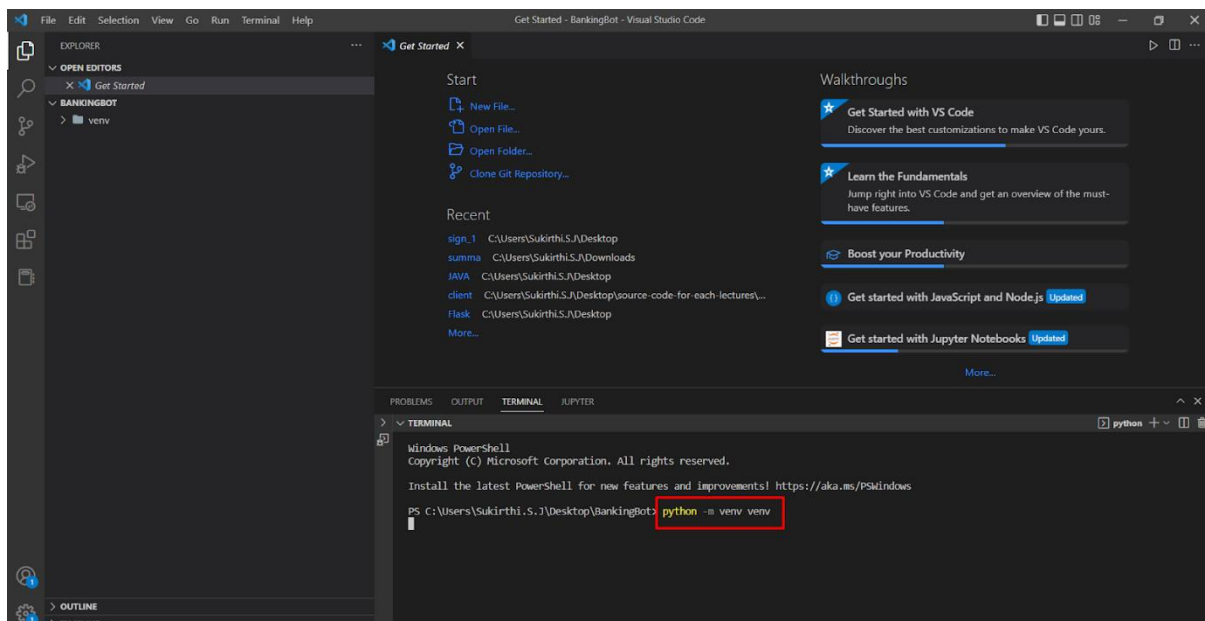 File Edit Selection View Go Run Terminal Help
Get Started - BankingBot - Visual Studio Code
EXPLORER
OPEN EDITORS
Get Started
BANKINGBOT
venv
OUTLINE
Get Started
Start
New File...
Open File...
Open Folder...
Clone Git Repository...
Recent
sign_1 C:\Users\Sukirthi.S.J\Desktop
summa C:\Users\Sukirthi.S.J\Downloads
JAVA C:\Users\Sukirthi.S.J\Desktop
client C:\Users\Sukirthi.S.J\Desktop\source-code-for-each-lectures\...
Flask C:\Users\Sukirthi.S.J\Desktop
More...
Walkthroughs
Get Started with VS Code
Discover the best customizations to make VS Code yours.
Learn the Fundamentals
Jump right into VS Code and get an overview of the must-
have features.
Boost your Productivity
Get started with JavaScript and Node.js Updated
Get started with Jupyter Notebooks Updated
More...
PROBLEMS OUTPUT TERMINAL JUPYTER
TERMINAL
python
Windows PowerShell
Copyright (C) Microsoft Corporation. All rights reserved.
Install the latest PowerShell for new features and improvements! https://aka.ms/PSWindows
PS C:\Users\Sukirthi.S.J\Desktop\BankingBot> python -m venv venv
1
1